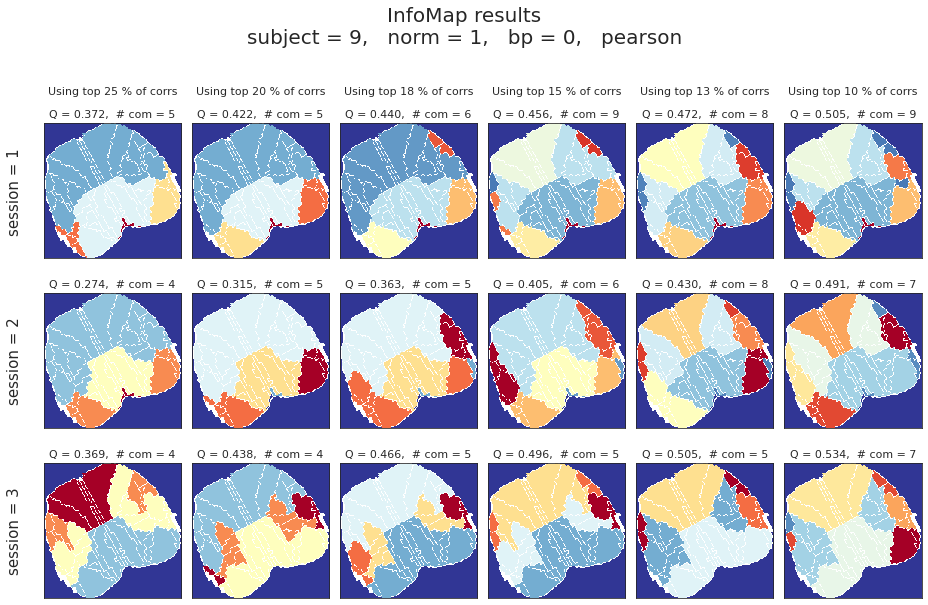 InfoMap results
subject = 9,   norm = 1,   bp = 0,   pearson
Using top 25 % of corrs
Using top 20 % of corrs
Using top 18 % of corrs
Using top 15 % of corrs
Using top 13 % of corrs
Using top 10 % of corrs
session = 1
Q = 0.372,  # com = 5
Q = 0.422,  # com = 5
Q = 0.440,  # com = 6
Q = 0.456,  # com = 9
Q = 0.472,  # com = 8
Q = 0.505,  # com = 9
session = 2
Q = 0.274,  # com = 4
Q = 0.315,  # com = 5
Q = 0.363,  # com = 5
Q = 0.405,  # com = 6
Q = 0.430,  # com = 8
Q = 0.491,  # com = 7
session = 3
Q = 0.369,  # com = 4
Q = 0.438,  # com = 4
Q = 0.466,  # com = 5
Q = 0.496,  # com = 5
Q = 0.505,  # com = 5
Q = 0.534,  # com = 7